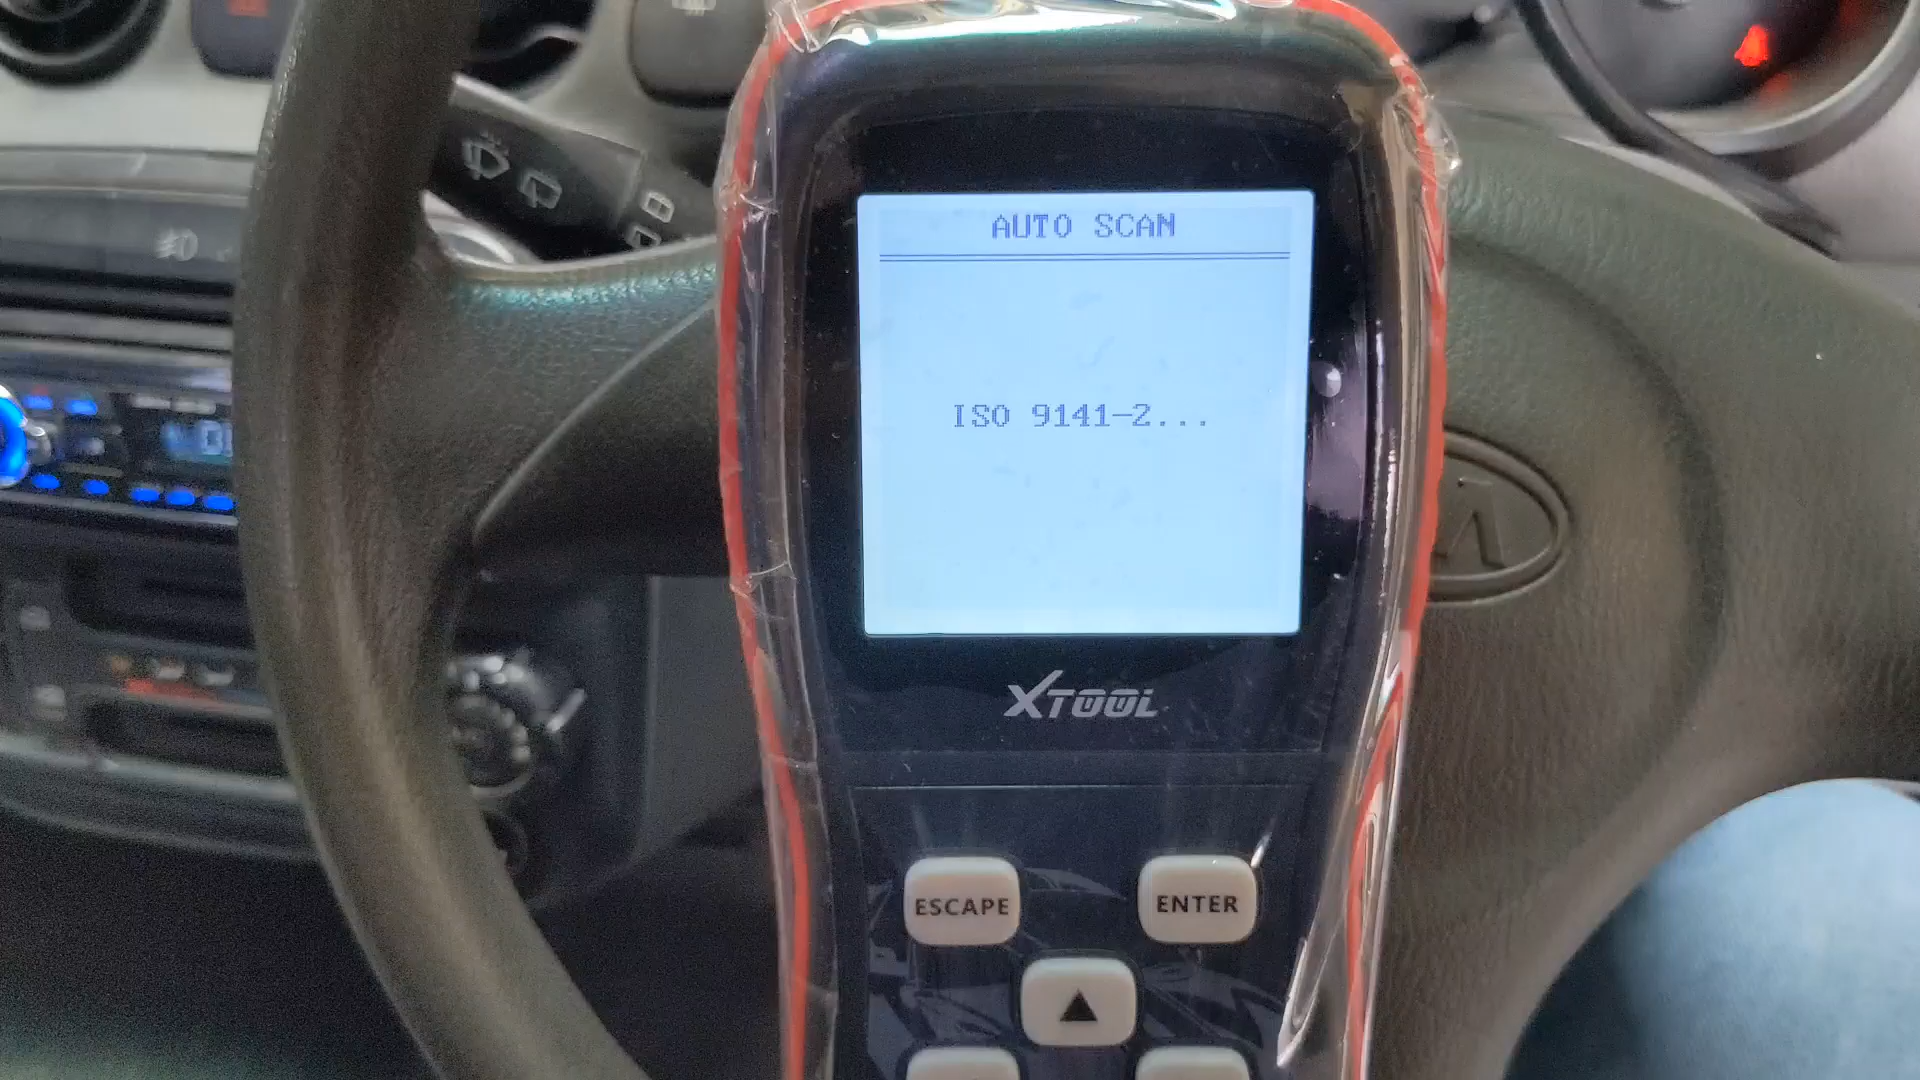 AUTO SCAN
ISO 9141-2...
XTOOL
ESCAPE
ENTER